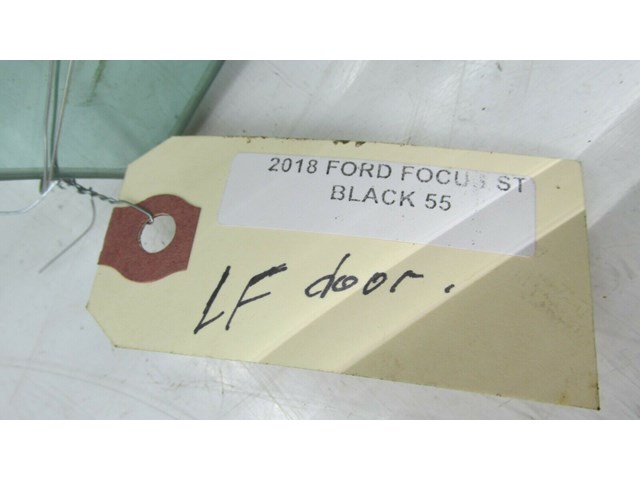 2018 FORD FOCUS ST
BLACK 55
LF door.